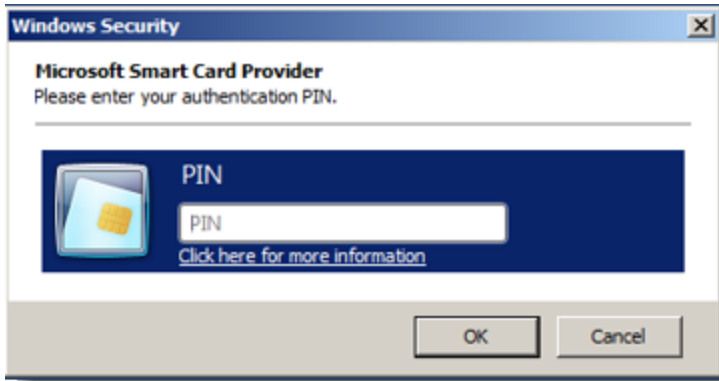 Windows Security
Microsoft Smart Card Provider
Please enter your authentication PIN.
PIN
PIN
Click here for more information
OK
Cancel